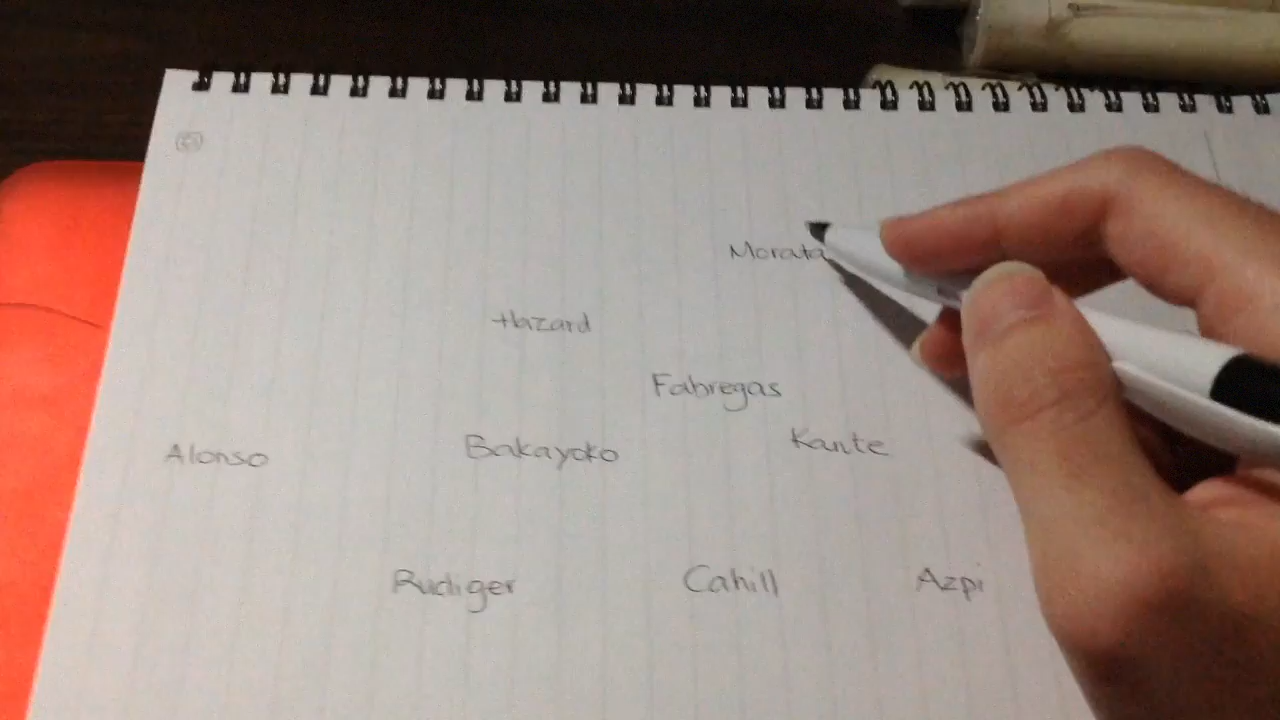 Morata
Hazard
Fabregas
Alonso Bakayoko Kante
Rudiger Cahill Azpi